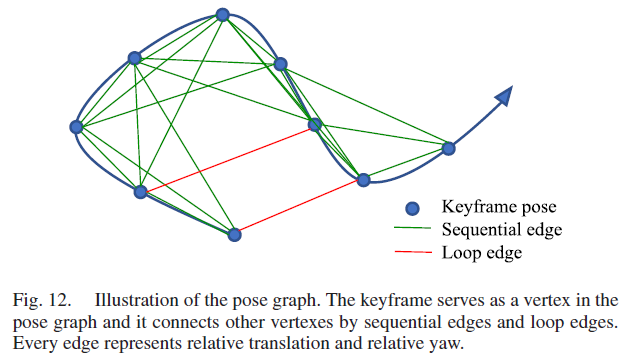 Keyframe pose
Sequential edge
Loop edge
Fig. 12. Illustration of the pose graph. The keyframe serves as a vertex in the
pose graph and it connects other vertexes by sequential edges and loop edges.
Every edge represents relative translation and relative yaw.